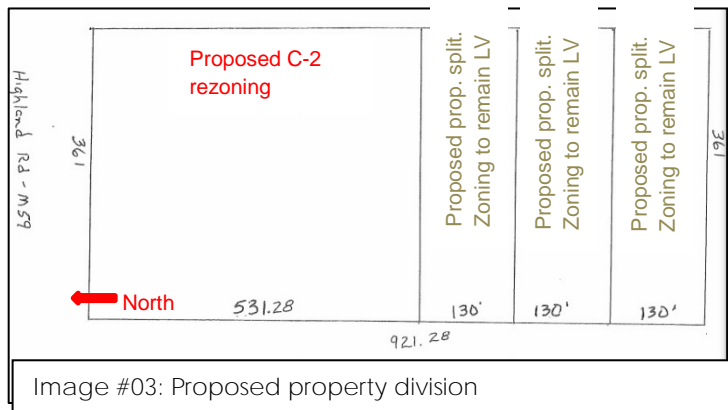 Highland Rd - M59
361
Proposed C-2
rezoning
Proposed prop. split.
Zoning to remain LV
Proposed prop. split.
Zoning to remain LV
Proposed prop. split.
Zoning to remain LV
361
North
531.28
130'
130'
130'
921.28
Image #03: Proposed property division